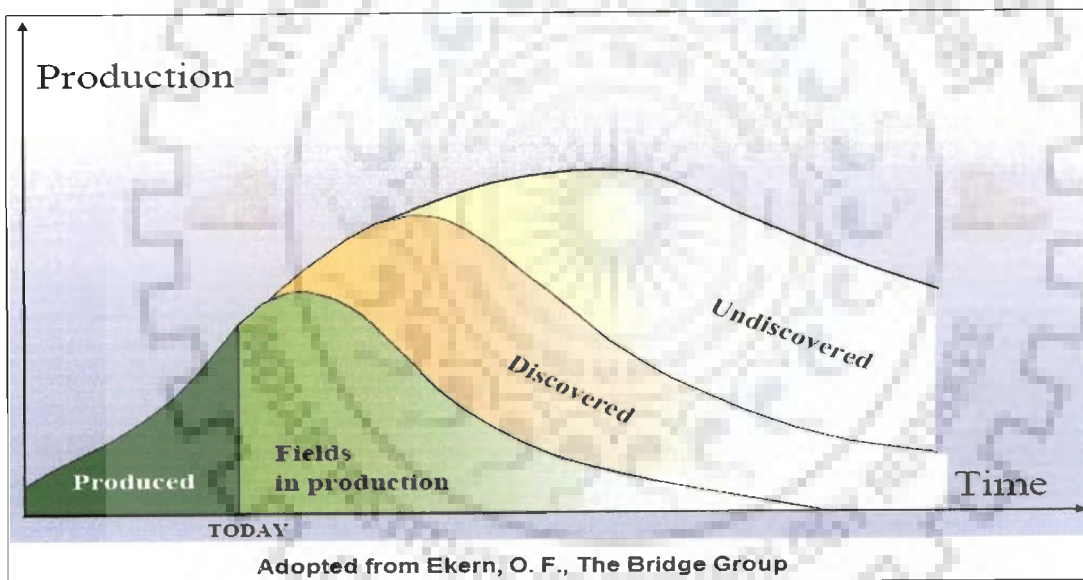 Production
Undiscovered
Discovered
Fields
in production
Produced
Time
TODAY
Adopted from Ekern, O. F., The Bridge Group